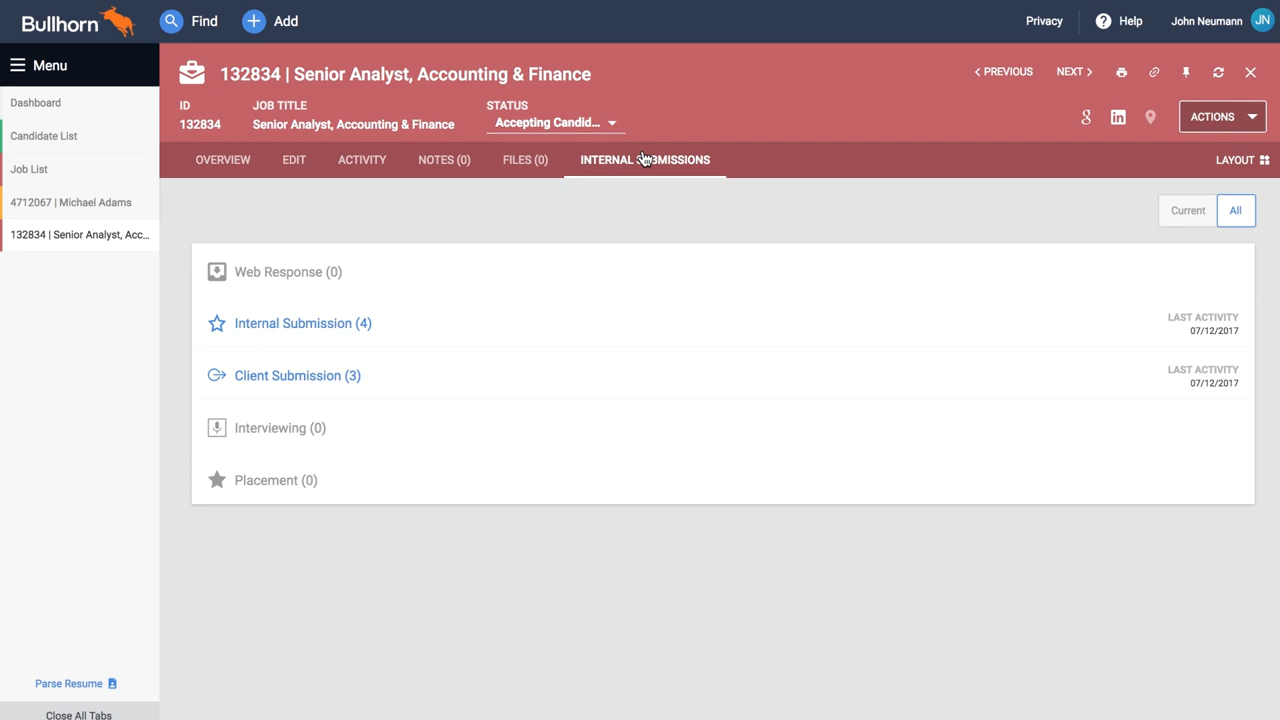 Bullhorn Find Add Privacy Help John Neumann JN
Menu
Dashboard
Candidate List
Job List
4712067 | Michael Adams
132834 | Senior Analyst, Acc...
Parse Resume
Close All Tabs
132834 | Senior Analyst, Accounting & Finance
PREVIOUS NEXT
ID JOB TITLE STATUS
132834 Senior Analyst, Accounting & Finance Accepting Candid...
ACTIONS
OVERVIEW EDIT ACTIVITY NOTES (0) FILES (0) INTERNAL SUBMISSIONS LAYOUT
Current All
Web Response (0)
Internal Submission (4) LAST ACTIVITY
07/12/2017
Client Submission (3) LAST ACTIVITY
07/12/2017
Interviewing (0)
Placement (0)